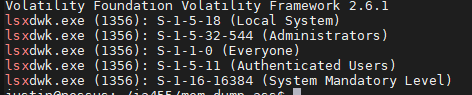 Volatility Foundation Volatility Framework 2.6.1
lsxdwk.exe (1356): S-1-5-18 (Local System)
lsxdwk.exe (1356): S-1-5-32-544 (Administrators)
lsxdwk.exe (1356): S-1-1-0 (Everyone)
lsxdwk.exe (1356): S-1-5-11 (Authenticated Users)
lsxdwk.exe (1356): S-1-16-16384 (System Mandatory Level)